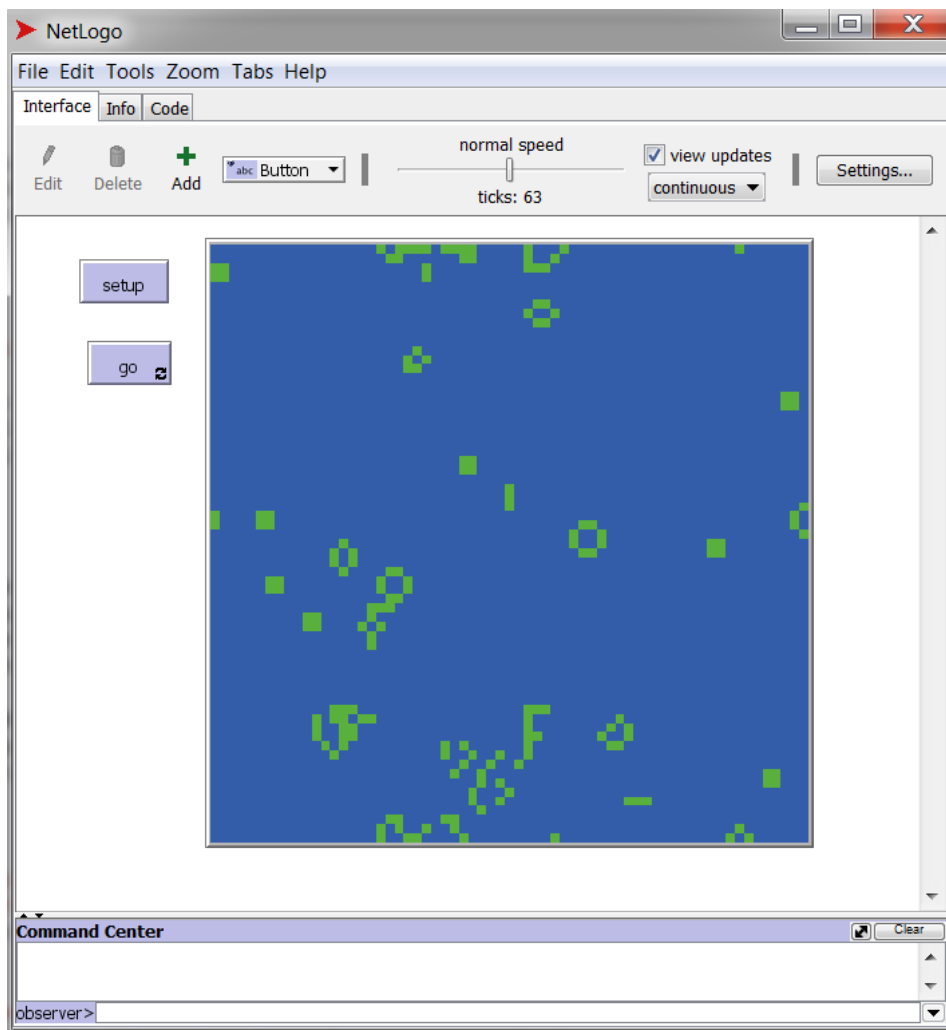 NetLogo
File Edit Tools Zoom Tabs Help
Interface Info Code
Edit Delete Add abc Button normal speed ticks: 63 view updates continuous Settings...
setup
go
Command Center Clear
observer>